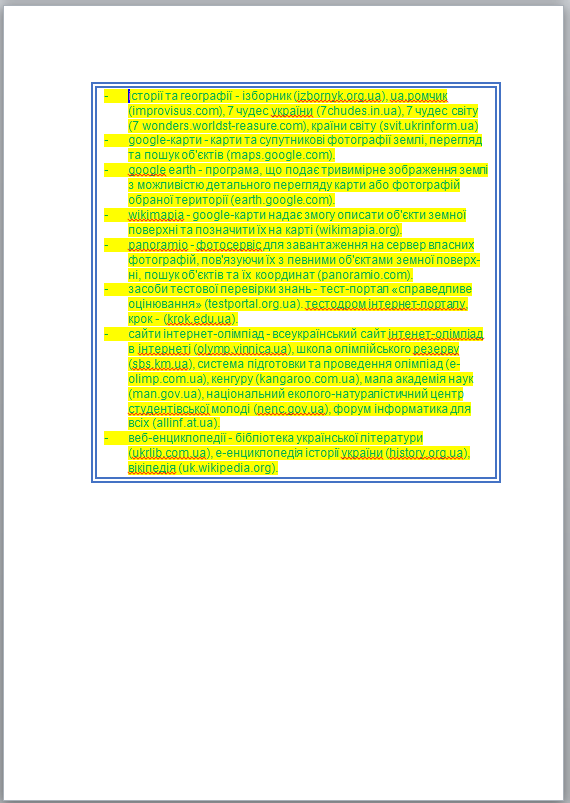 - історії та географії - ізборник (izbornyk.org.ua), ua.ромчик
(improvisus.com), 7 чудес україни (7chudes.in.ua), 7 чудес світу
(7 wonders.worldst-reasure.com), країни світу (svit.ukrinform.ua)
- google-карти - карти та супутникові фотографії землі, перегляд
та пошук об'єктів (maps.google.com).
- google earth - програма, що подає тривимірне зображення землі
з можливістю детального перегляду карти або фотографій
обраної території (earth.google.com).
- wikimapia - google-карти надає змогу описати об'єкти земної
поверхні та позначити їх на карті (wikimapia.org).
- panoramio - фотосервіс для завантаження на сервер власних
фотографій, пов'язуючи їх з певними об'єктами земної поверх-
ні, пошук об'єктів та їх координат (panoramio.com).
- засоби тестової перевірки знань - тест-портал «справедливе
оцінювання» (testportal.org.ua). тестодром інтернет-порталу,
крок - (krok.edu.ua).
- сайти інтернет-олімпіад - всеукраїнський сайт інтенет-олімпіад
в інтернеті (olymp.vinnica.ua), школа олімпійського резерву
(sbs.km.ua), система підготовки та проведення олімпіад (e-
olimp.com.ua), кенгуру (kangaroo.com.ua), мала академія наук
(man.gov.ua), національний еколого-натуралістичний центр
студентівської молоді (nenc.gov.ua), форум інформатика для
всіх (allinf.at.ua).
- веб-енциклопедії - бібліотека української літератури
(ukrlib.com.ua), е-енциклопедія історії україни (history.org.ua),
вікіпедія (uk.wikipedia.org).